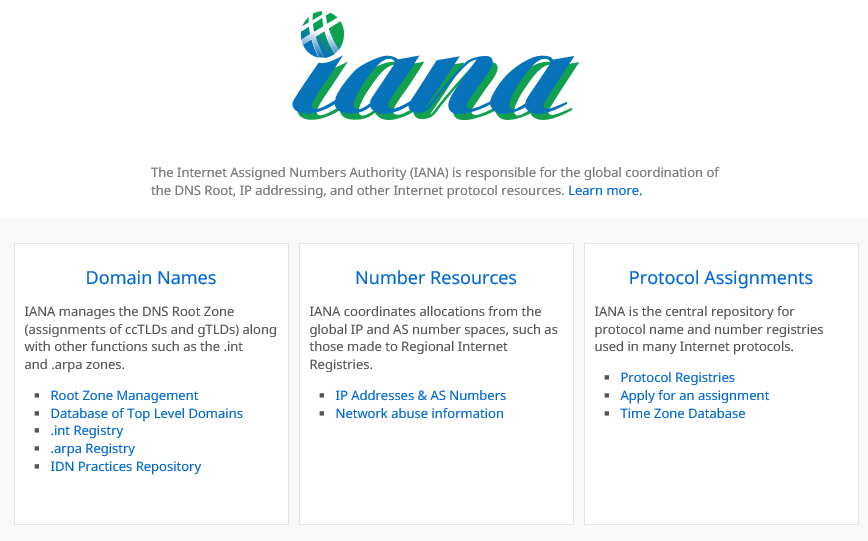 iana
The Internet Assigned Numbers Authority (IANA) is responsible for the global coordination of
the DNS Root, IP addressing, and other Internet protocol resources. Learn more.
Domain Names
IANA manages the DNS Root Zone
(assignments of ccTLDs and gTLDs) along
with other functions such as the .int
and .arpa zones.
Root Zone Management
Database of Top Level Domains
.int Registry
.arpa Registry
IDN Practices Repository
Number Resources
IANA coordinates allocations from the
global IP and AS number spaces, such as
those made to Regional Internet
Registries.
IP Addresses & AS Numbers
Network abuse information
Protocol Assignments
IANA is the central repository for
protocol name and number registries
used in many Internet protocols.
Protocol Registries
Apply for an assignment
Time Zone Database